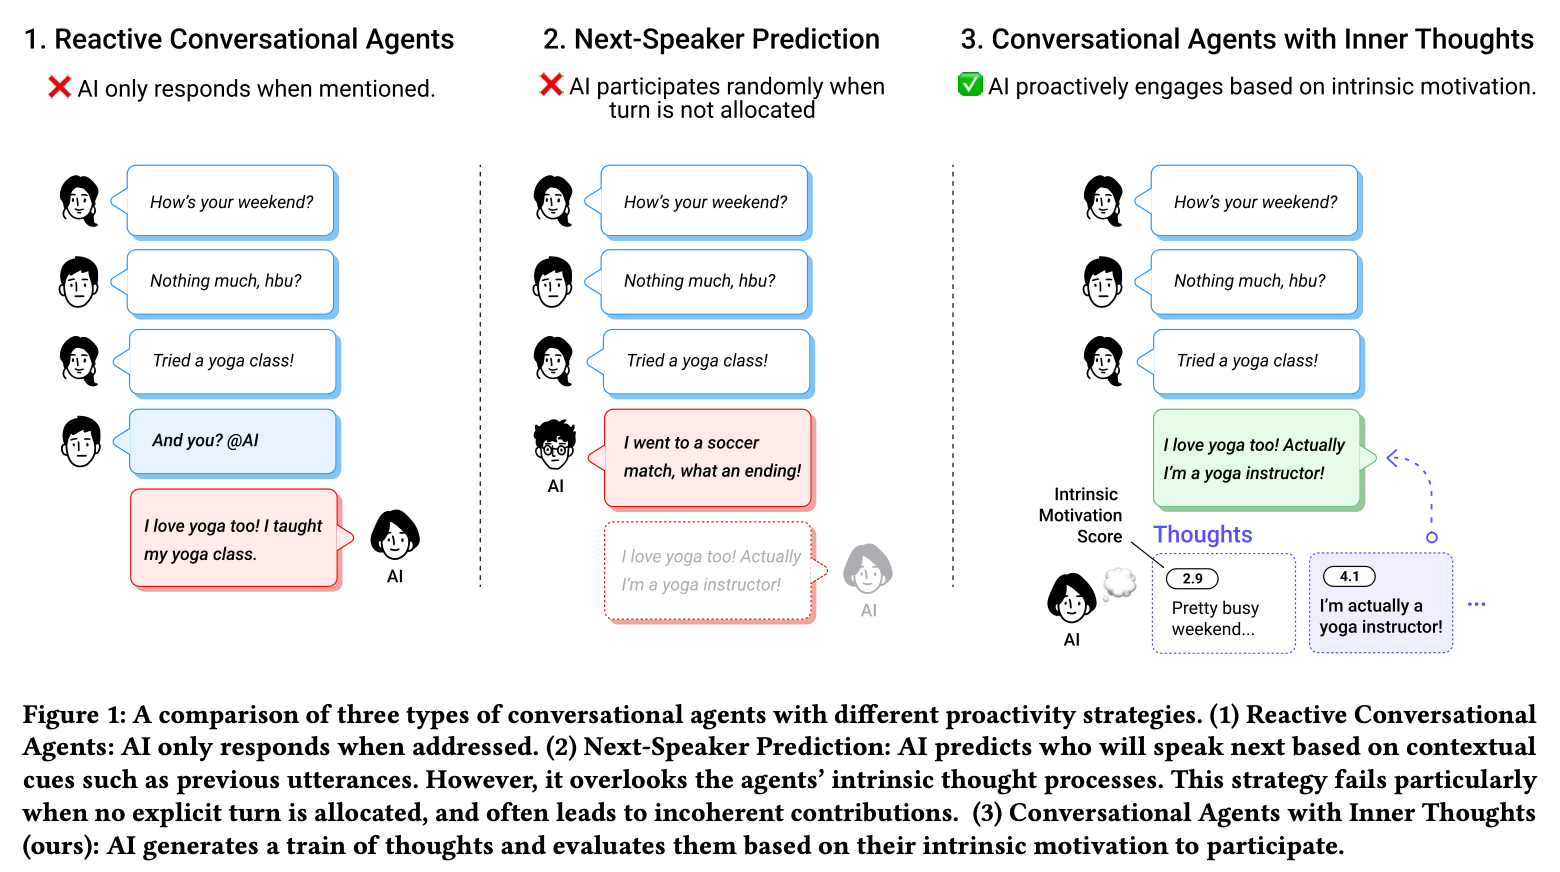 1. Reactive Conversational Agents
AI only responds when mentioned.
How's your weekend?
Nothing much, hbu?
Tried a yoga class!
And you? @AI
I love yoga too! I taught
my yoga class.
AI
2. Next-Speaker Prediction
AI participates randomly when
turn is not allocated
How's your weekend?
Nothing much, hbu?
Tried a yoga class!
I went to a soccer
match, what an ending!
AI
I love yoga too! Actually
I'm a yoga instructor!
AI
3. Conversational Agents with Inner Thoughts
AI proactively engages based on intrinsic motivation.
How's your weekend?
Nothing much, hbu?
Tried a yoga class!
I love yoga too! Actually
I'm a yoga instructor!
Intrinsic
Motivation
Score
Thoughts
2.9
Pretty busy
weekend...
4.1
I'm actually a
yoga instructor!
...
AI
Figure 1: A comparison of three types of conversational agents with different proactivity strategies. (1) Reactive Conversational
Agents: AI only responds when addressed. (2) Next-Speaker Prediction: AI predicts who will speak next based on contextual
cues such as previous utterances. However, it overlooks the agents' intrinsic thought processes. This strategy fails particularly
when no explicit turn is allocated, and often leads to incoherent contributions. (3) Conversational Agents with Inner Thoughts
(ours): AI generates a train of thoughts and evaluates them based on their intrinsic motivation to participate.